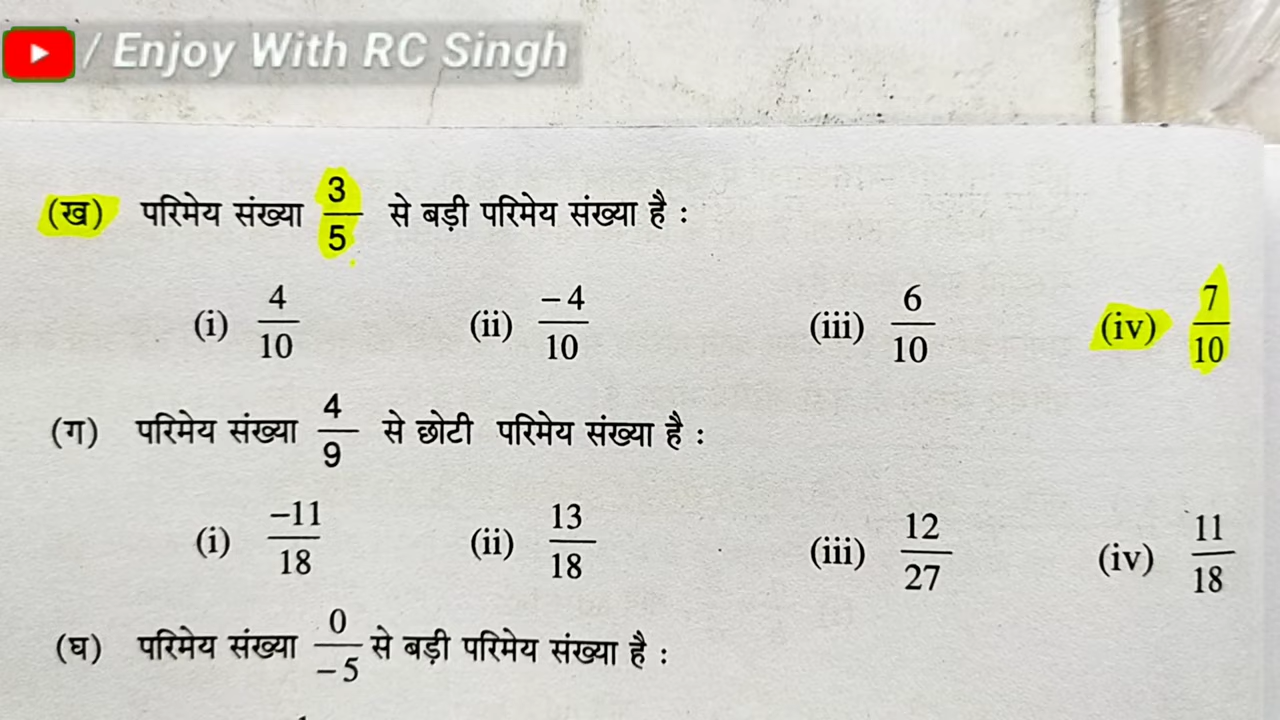 / Enjoy With RC Singh
(ख) परिमेय संख्या 3/5 से बड़ी परिमेय संख्या है :
(i) 4/10 (ii) −4/10 (iii) 6/10 (iv) 7/10
(ग) परिमेय संख्या 4/9 से छोटी परिमेय संख्या है :
(i) −11/18 (ii) 13/18 (iii) 12/27 (iv) 11/18
(घ) परिमेय संख्या 0/−5 से बड़ी परिमेय संख्या है :